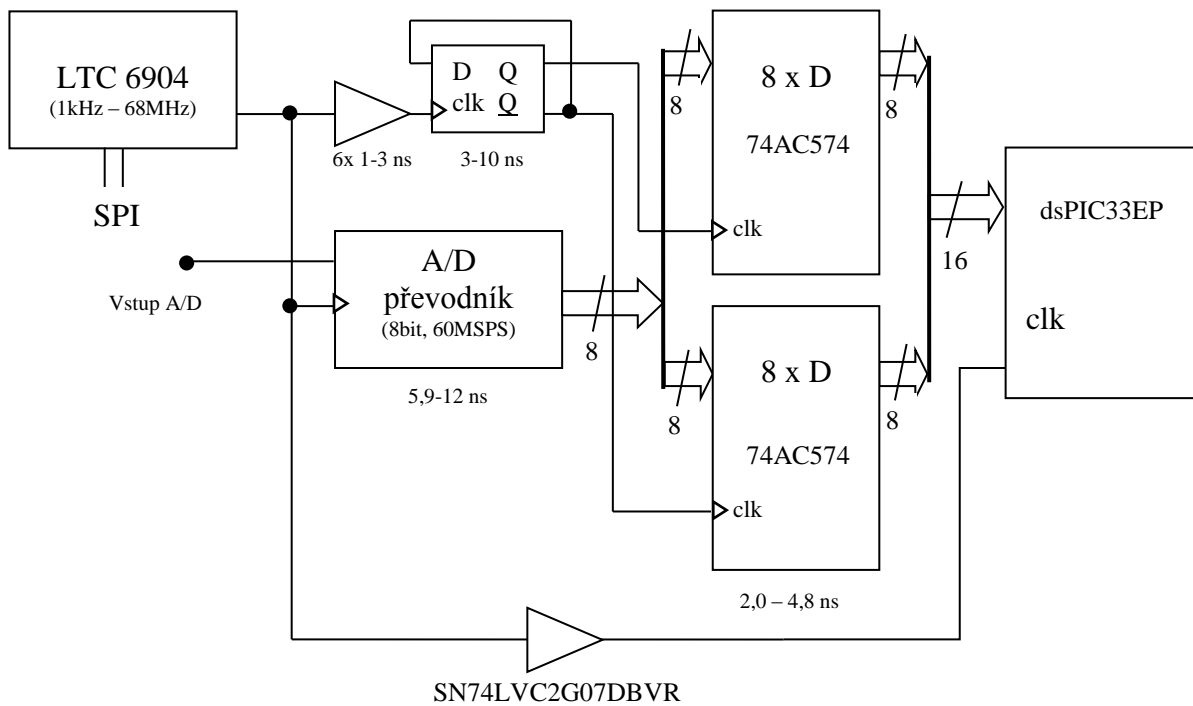 LTC 6904
(1kHz – 68MHz)
SPI
6x 1-3 ns
D Q
clk Q
3-10 ns
Vstup A/D
A/D
převodník
(8bit, 60MSPS)
5,9-12 ns
8
8
8 x D
74AC574
clk
8
8
8 x D
74AC574
clk
8
2,0 – 4,8 ns
16
dsPIC33EP
clk
SN74LVC2G07DBVR